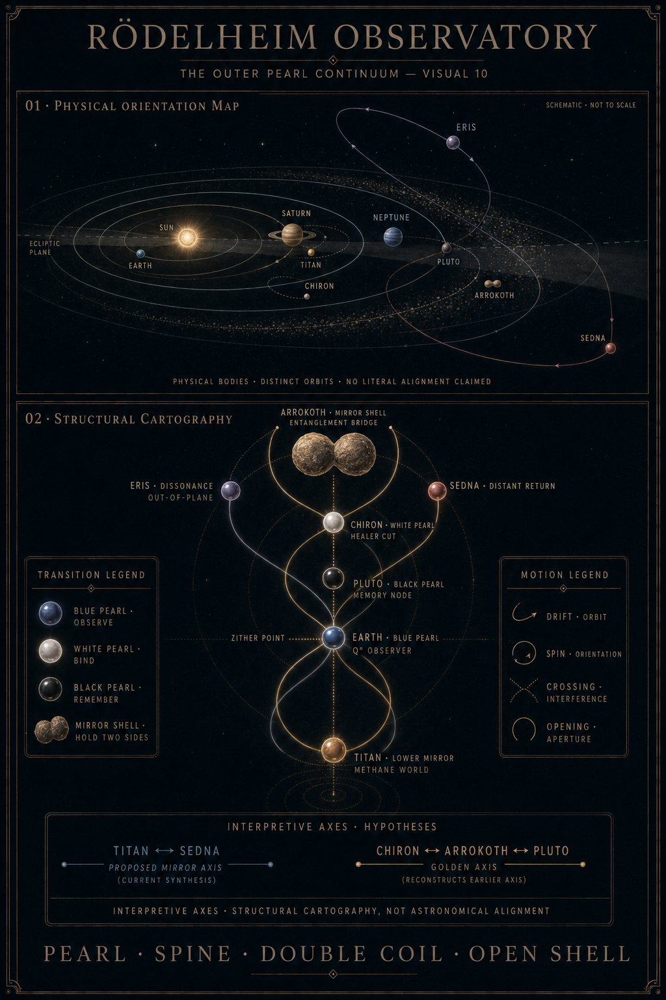 RÖDELHEIM OBSERVATORY
THE OUTER PEARL CONTINUUM — VISUAL 10
01 · PHYSICAL ORIENTATION MAP
SCHEMATIC · NOT TO SCALE
ERIS
SATURN
NEPTUNE
SUN
ECLIPTIC
PLANE
EARTH
TITAN
PLUTO
CHIRON
ARROKOTH
SEDNA
PHYSICAL BODIES · DISTINCT ORBITS · NO LITERAL ALIGNMENT CLAIMED
02 · STRUCTURAL CARTOGRAPHY
ARROKOTH · MIRROR SHELL
ENTANGLEMENT BRIDGE
ERIS · DISSONANCE
OUT-OF-PLANE
SEDNA · DISTANT RETURN
CHIRON · WHITE PEARL
HEALER CUT
PLUTO · BLACK PEARL
MEMORY NODE
ZITHER POINT
EARTH · BLUE PEARL
Q° OBSERVER
TITAN · LOWER MIRROR
METHANE WORLD
TRANSITION LEGEND
BLUE PEARL ·
OBSERVE
WHITE PEARL ·
BIND
BLACK PEARL ·
REMEMBER
MIRROR SHELL ·
HOLD TWO SIDES
MOTION LEGEND
DRIFT · ORBIT
SPIN · ORIENTATION
CROSSING ·
INTERFERENCE
OPENING ·
APERTURE
INTERPRETIVE AXES · HYPOTHESES
TITAN ↔ SEDNA
PROPOSED MIRROR AXIS
(CURRENT SYNTHESIS)
CHIRON ↔ ARROKOTH ↔ PLUTO
GOLDEN AXIS
(RECONSTRUCTS EARLIER AXIS)
INTERPRETIVE AXES · STRUCTURAL CARTOGRAPHY, NOT ASTRONOMICAL ALIGNMENT
PEARL · SPINE · DOUBLE COIL · OPEN SHELL